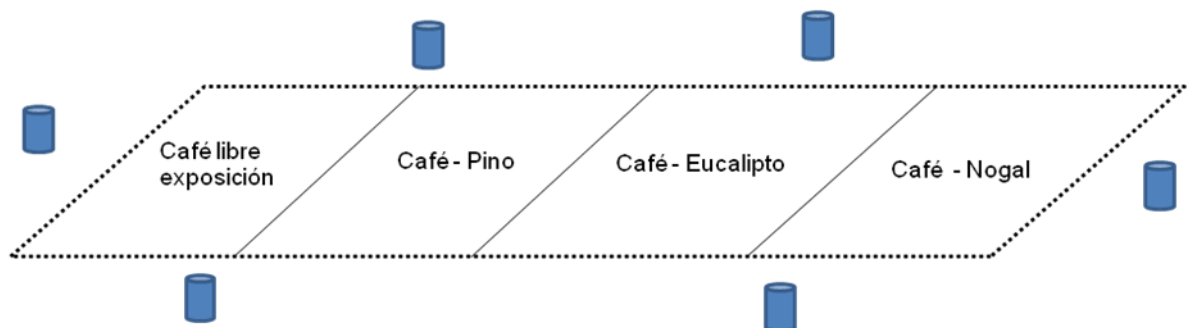 Café libre
exposición
Café - Pino
Café - Eucalipto
Café - Nogal